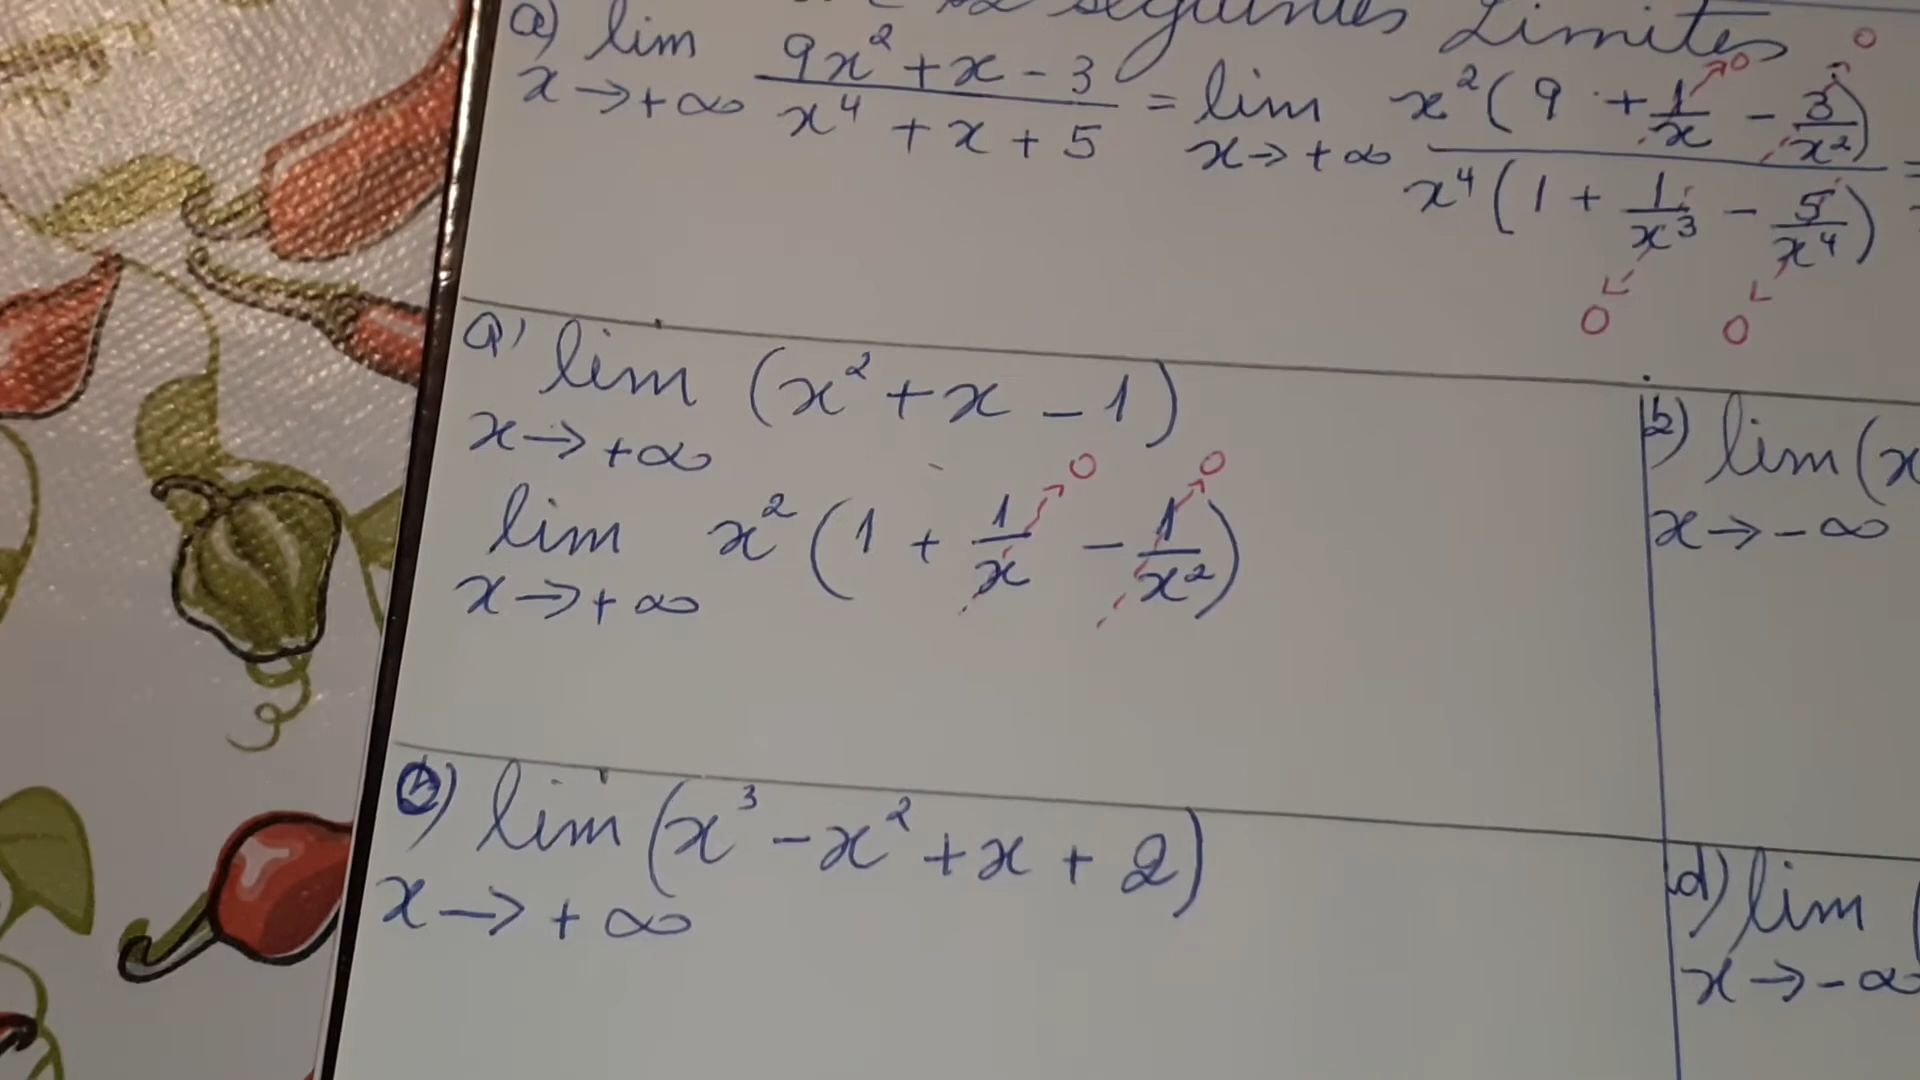 seguintes Limites
a) lim 9x² + x - 3 / x⁴ + x + 5 = lim x²(9 + 1/x - 3/x²) / x⁴(1 + 1/x³ - 5/x⁴) =
x → +∞ x → +∞
0 0
0 0
a) lim (x² + x - 1)
x → +∞
0 0
lim x²(1 + 1/x - 1/x²)
x → +∞
b) lim (x
x → -∞
c) lim (x³ - x² + x + 2)
x → +∞
d) lim (
x → -∞